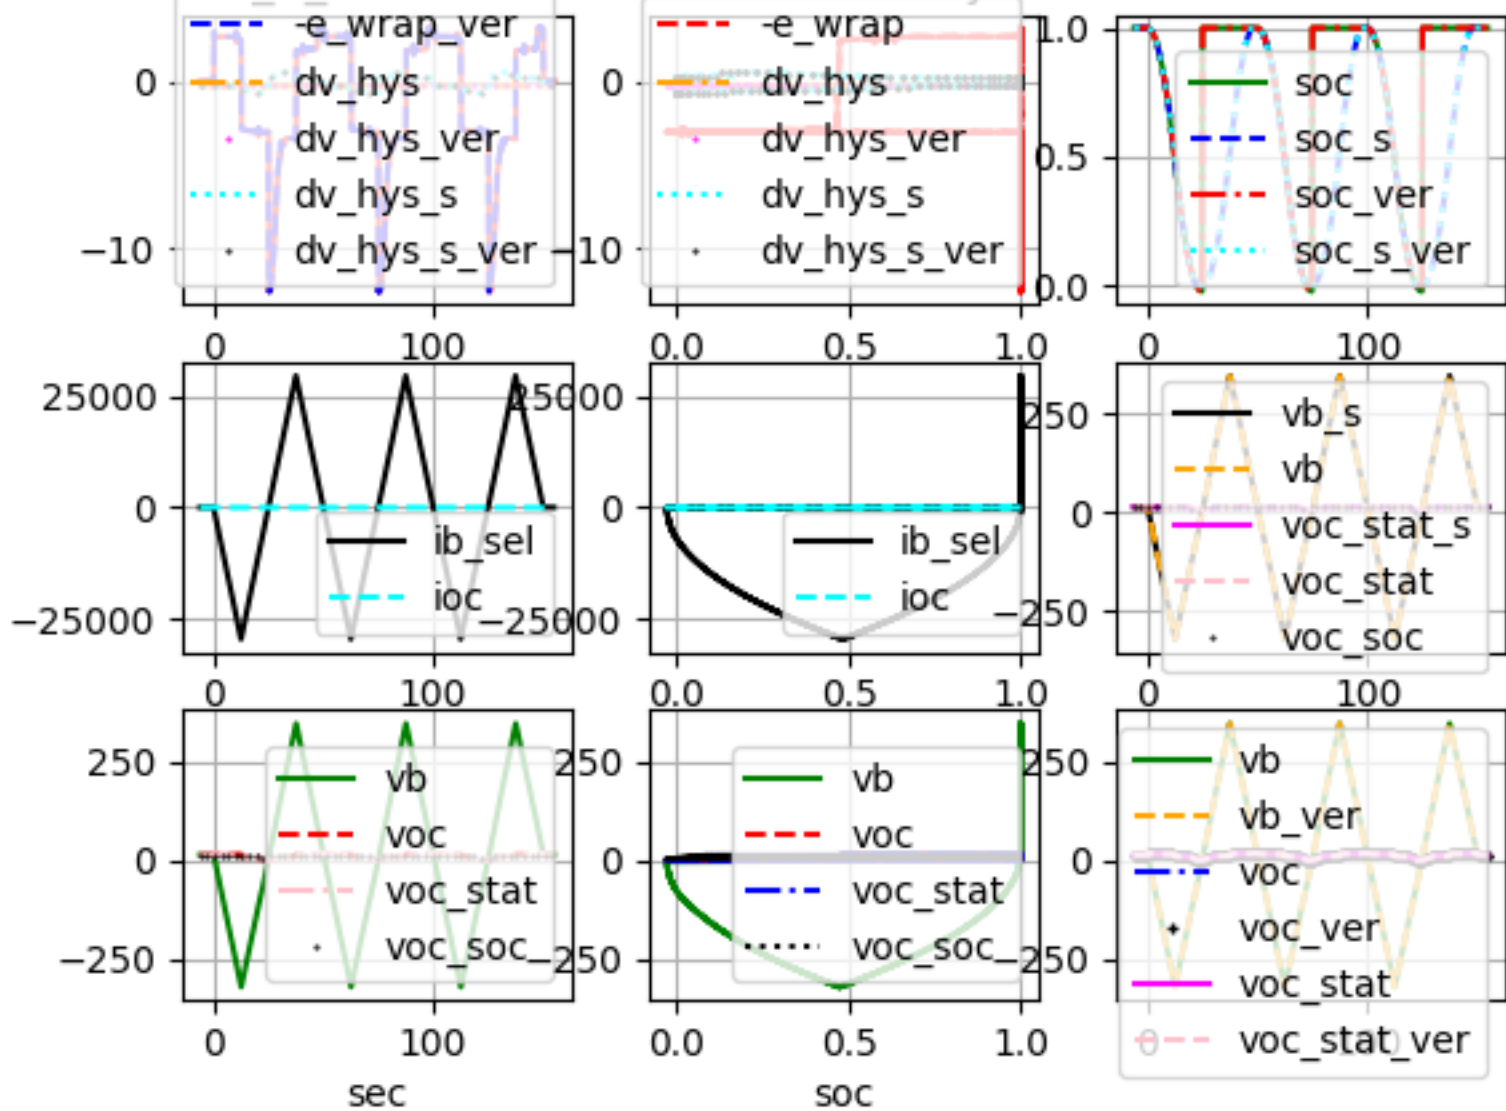 -e_wrap_ver
0
dv_hys
dv_hys_ver
dv_hys_s
−10
dv_hys_s_ver
0
100
-e_wrap
0
dv_hys
dv_hys_ver
dv_hys_s
−10
dv_hys_s_ver
0.0
0.5
1.0
1.0
soc
0.5
soc_s
soc_ver
soc_s_ver
0.0
0
100
25000
0
ib_sel
ioc
−25000
0
100
25000
0
ib_sel
ioc
−25000
0.0
0.5
1.0
250
vb_s
vb
0
voc_stat_s
voc_stat
−250
voc_soc
0
100
250
vb
voc
0
voc_stat
−250
voc_soc
0
100
sec
250
vb
voc
0
voc_stat
voc_soc
0.0
0.5
1.0
soc
250
vb
vb_ver
0
voc
voc_ver
voc_stat
voc_stat_ver
0